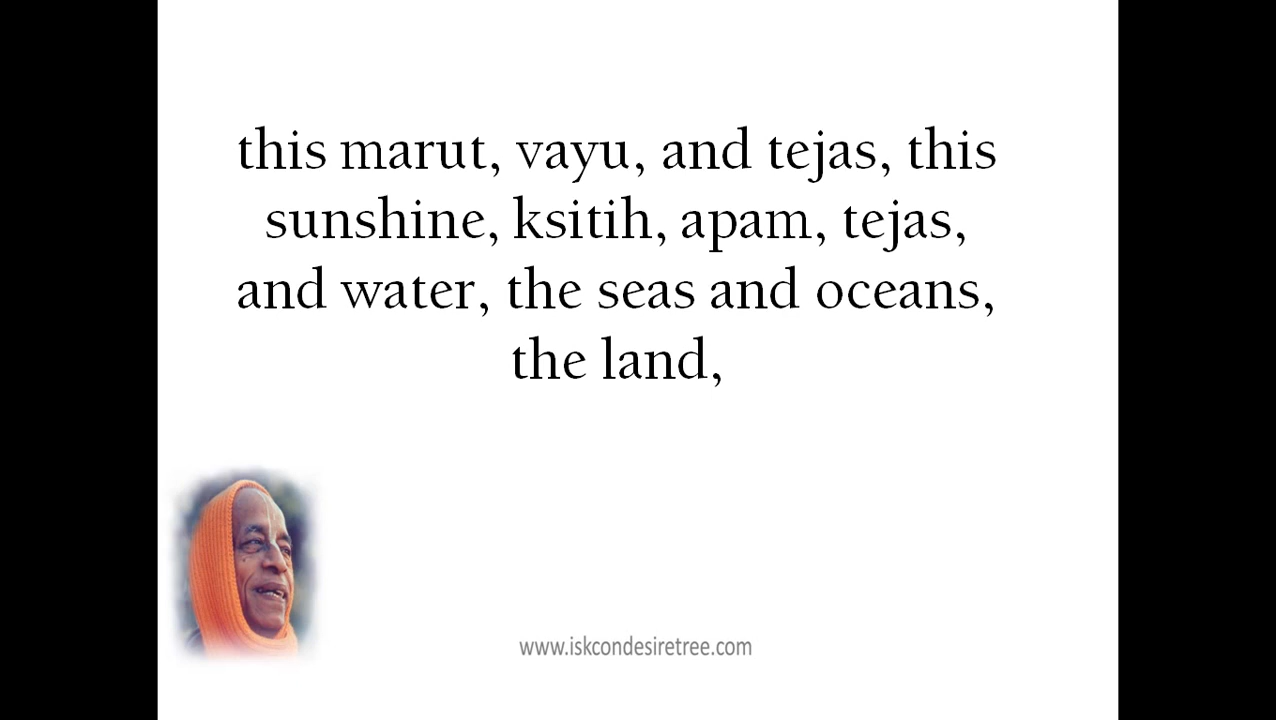 this marut, vayu, and tejas, this
sunshine, ksitih, apam, tejas,
and water, the seas and oceans,
the land,
www.iskcondesiretree.com